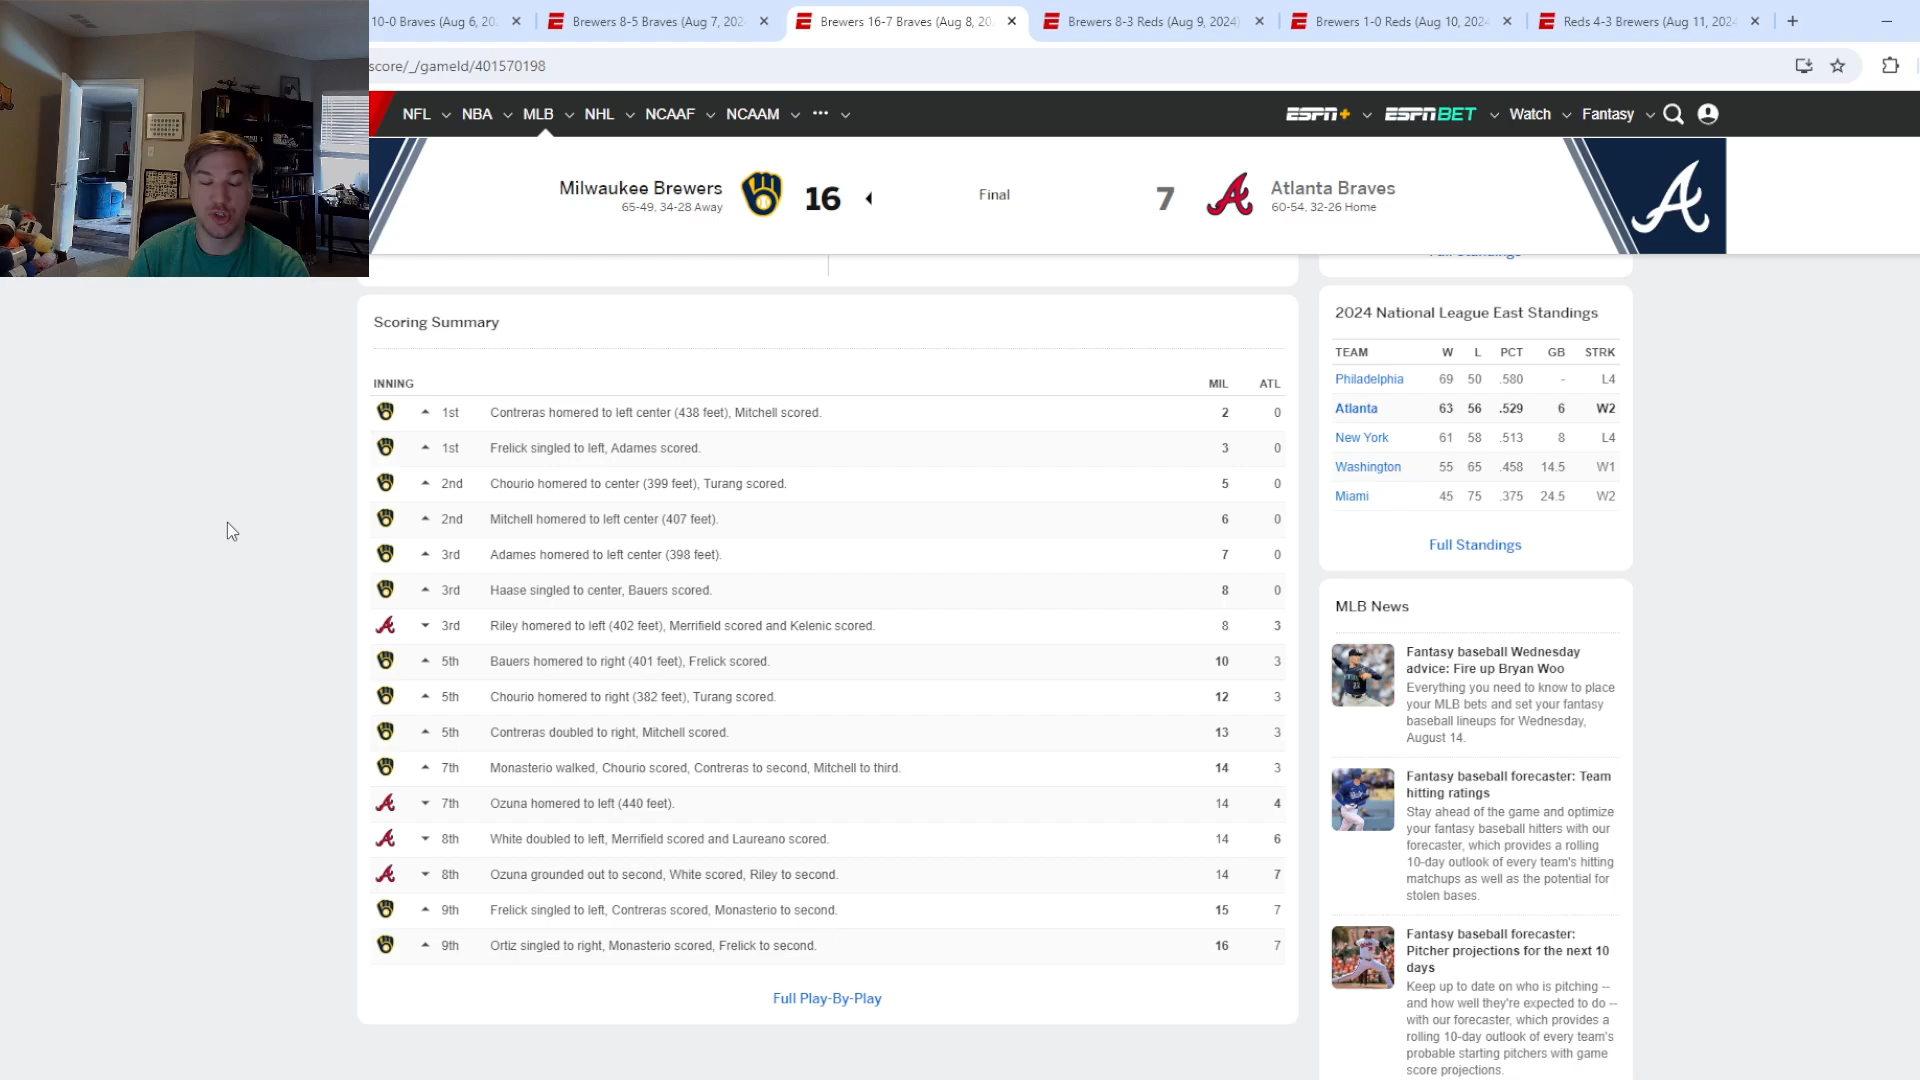 10-0 Braves (Aug 6, 202
Brewers 8-5 Braves (Aug 7, 202
Brewers 16-7 Braves (Aug 8, 20
Brewers 8-3 Reds (Aug 9, 2024)
Brewers 1-0 Reds (Aug 10, 2024
Reds 4-3 Brewers (Aug 11, 2024
score/_/gameId/401570198
NFL NBA MLB NHL NCAAF NCAAM ... ESPN+ ESPN BET Watch Fantasy
Milwaukee Brewers
65-49, 34-28 Away
16
Final
7
Atlanta Braves
60-54, 32-26 Home
Full Standings
Scoring Summary
INNING MIL ATL
1st Contreras homered to left center (438 feet), Mitchell scored. 2 0
1st Frelick singled to left, Adames scored. 3 0
2nd Chourio homered to center (399 feet), Turang scored. 5 0
2nd Mitchell homered to left center (407 feet). 6 0
3rd Adames homered to left center (398 feet). 7 0
3rd Haase singled to center, Bauers scored. 8 0
3rd Riley homered to left (402 feet), Merrifield scored and Kelenic scored. 8 3
5th Bauers homered to right (401 feet), Frelick scored. 10 3
5th Chourio homered to right (382 feet), Turang scored. 12 3
5th Contreras doubled to right, Mitchell scored. 13 3
7th Monasterio walked, Chourio scored, Contreras to second, Mitchell to third. 14 3
7th Ozuna homered to left (440 feet). 14 4
8th White doubled to left, Merrifield scored and Laureano scored. 14 6
8th Ozuna grounded out to second, White scored, Riley to second. 14 7
9th Frelick singled to left, Contreras scored, Monasterio to second. 15 7
9th Ortiz singled to right, Monasterio scored, Frelick to second. 16 7
Full Play-By-Play
2024 National League East Standings
TEAM W L PCT GB STRK
Philadelphia 69 50 .580 - L4
Atlanta 63 56 .529 6 W2
New York 61 58 .513 8 L4
Washington 55 65 .458 14.5 W1
Miami 45 75 .375 24.5 W2
Full Standings
MLB News
Fantasy baseball Wednesday
advice: Fire up Bryan Woo
Everything you need to know to place
your MLB bets and set your fantasy
baseball lineups for Wednesday,
August 14.
Fantasy baseball forecaster: Team
hitting ratings
Stay ahead of the game and optimize
your fantasy baseball hitters with our
forecaster, which provides a rolling
10-day outlook of every team's hitting
matchups as well as the potential for
stolen bases.
Fantasy baseball forecaster:
Pitcher projections for the next 10
days
Keep up to date on who is pitching --
and how well they're expected to do --
with our forecaster, which provides a
rolling 10-day outlook of every team's
probable starting pitchers with game
score projections.